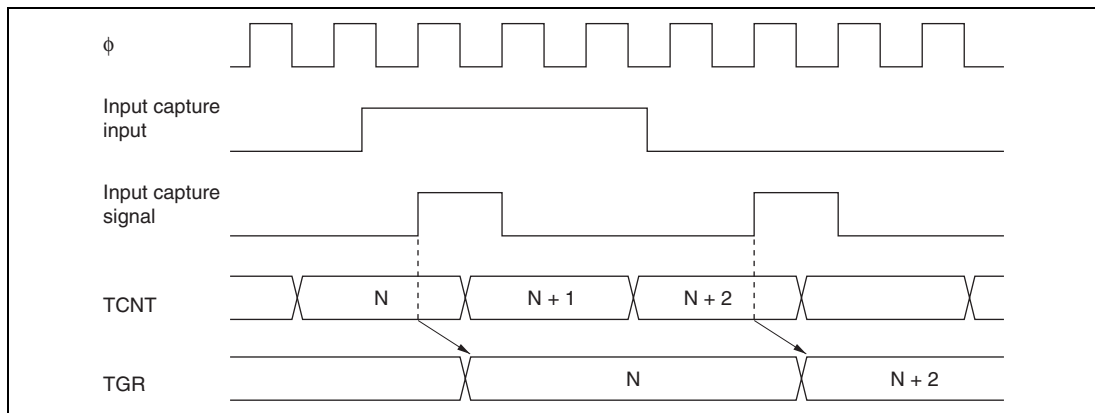 ϕ
Input capture
input
Input capture
signal
TCNT
N
N + 1
N + 2
TGR
N
N + 2